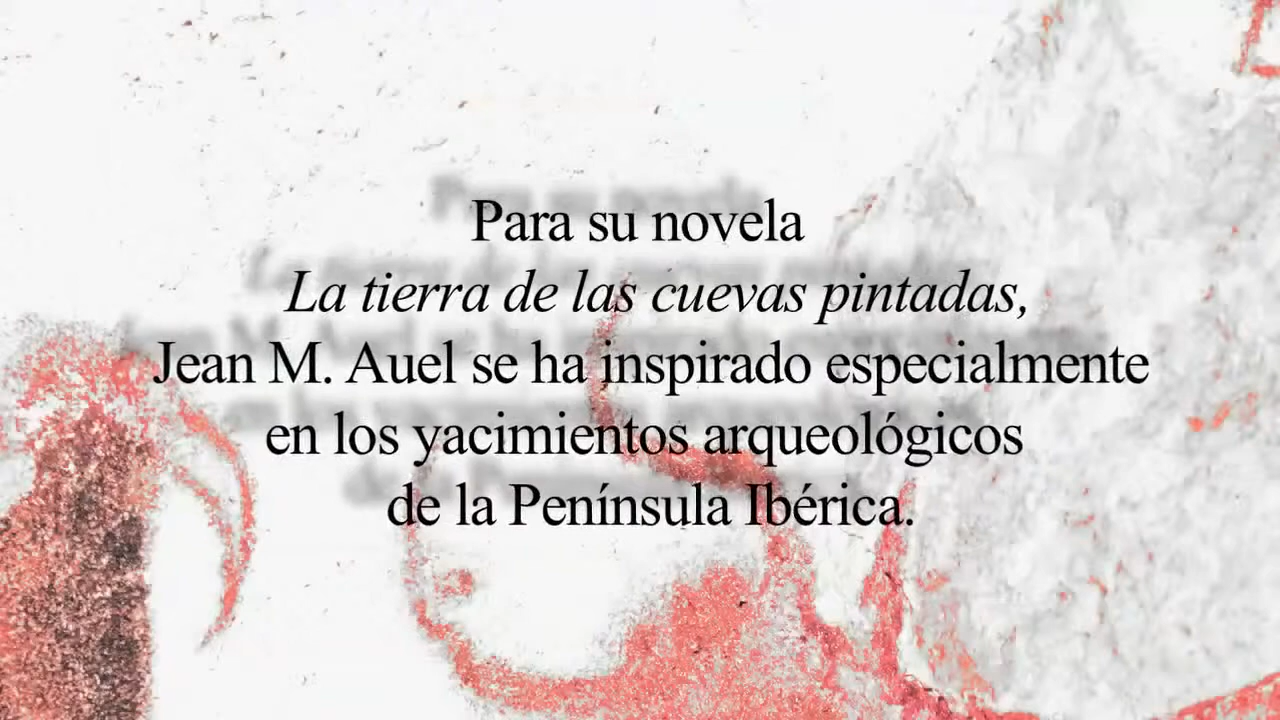 Para su novela
La tierra de las cuevas pintadas,
Jean M. Auel se ha inspirado especialmente
en los yacimientos arqueológicos
de la Península Ibérica.